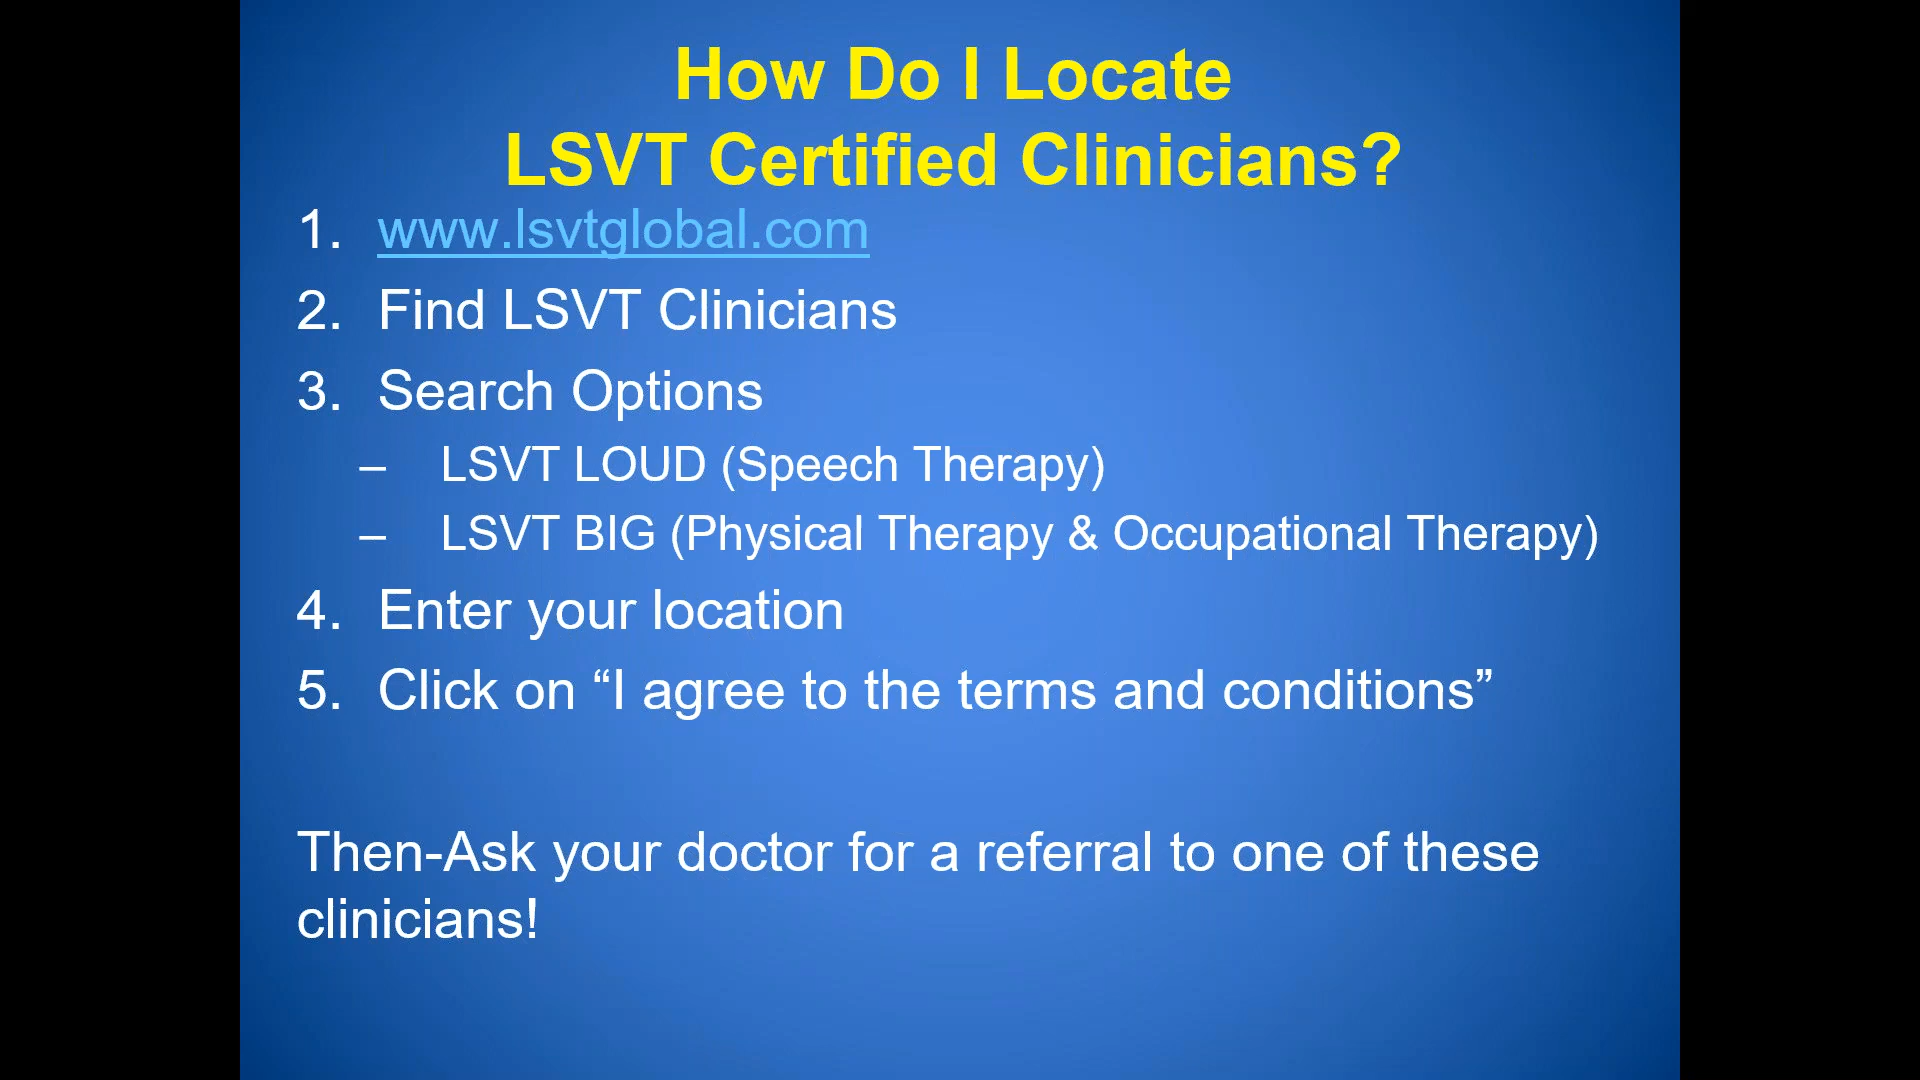 How Do I Locate
LSVT Certified Clinicians?
1. www.lsvtglobal.com
2. Find LSVT Clinicians
3. Search Options
– LSVT LOUD (Speech Therapy)
– LSVT BIG (Physical Therapy & Occupational Therapy)
4. Enter your location
5. Click on “I agree to the terms and conditions”
Then-Ask your doctor for a referral to one of these
clinicians!